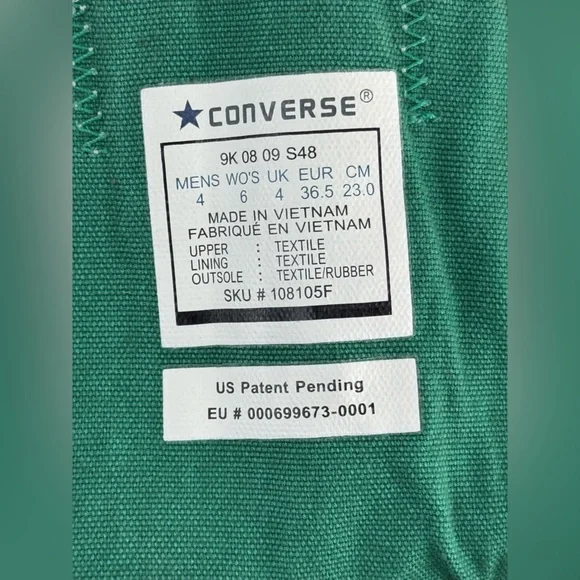 ★CONVERSE®
9K 08 09 S48
MENS WO'S UK EUR CM
4 6 4 36.5 23.0
MADE IN VIETNAM
FABRIQUÉ EN VIETNAM
UPPER : TEXTILE
LINING : TEXTILE
OUTSOLE : TEXTILE/RUBBER
SKU # 108105F
US Patent Pending
EU # 000699673-0001